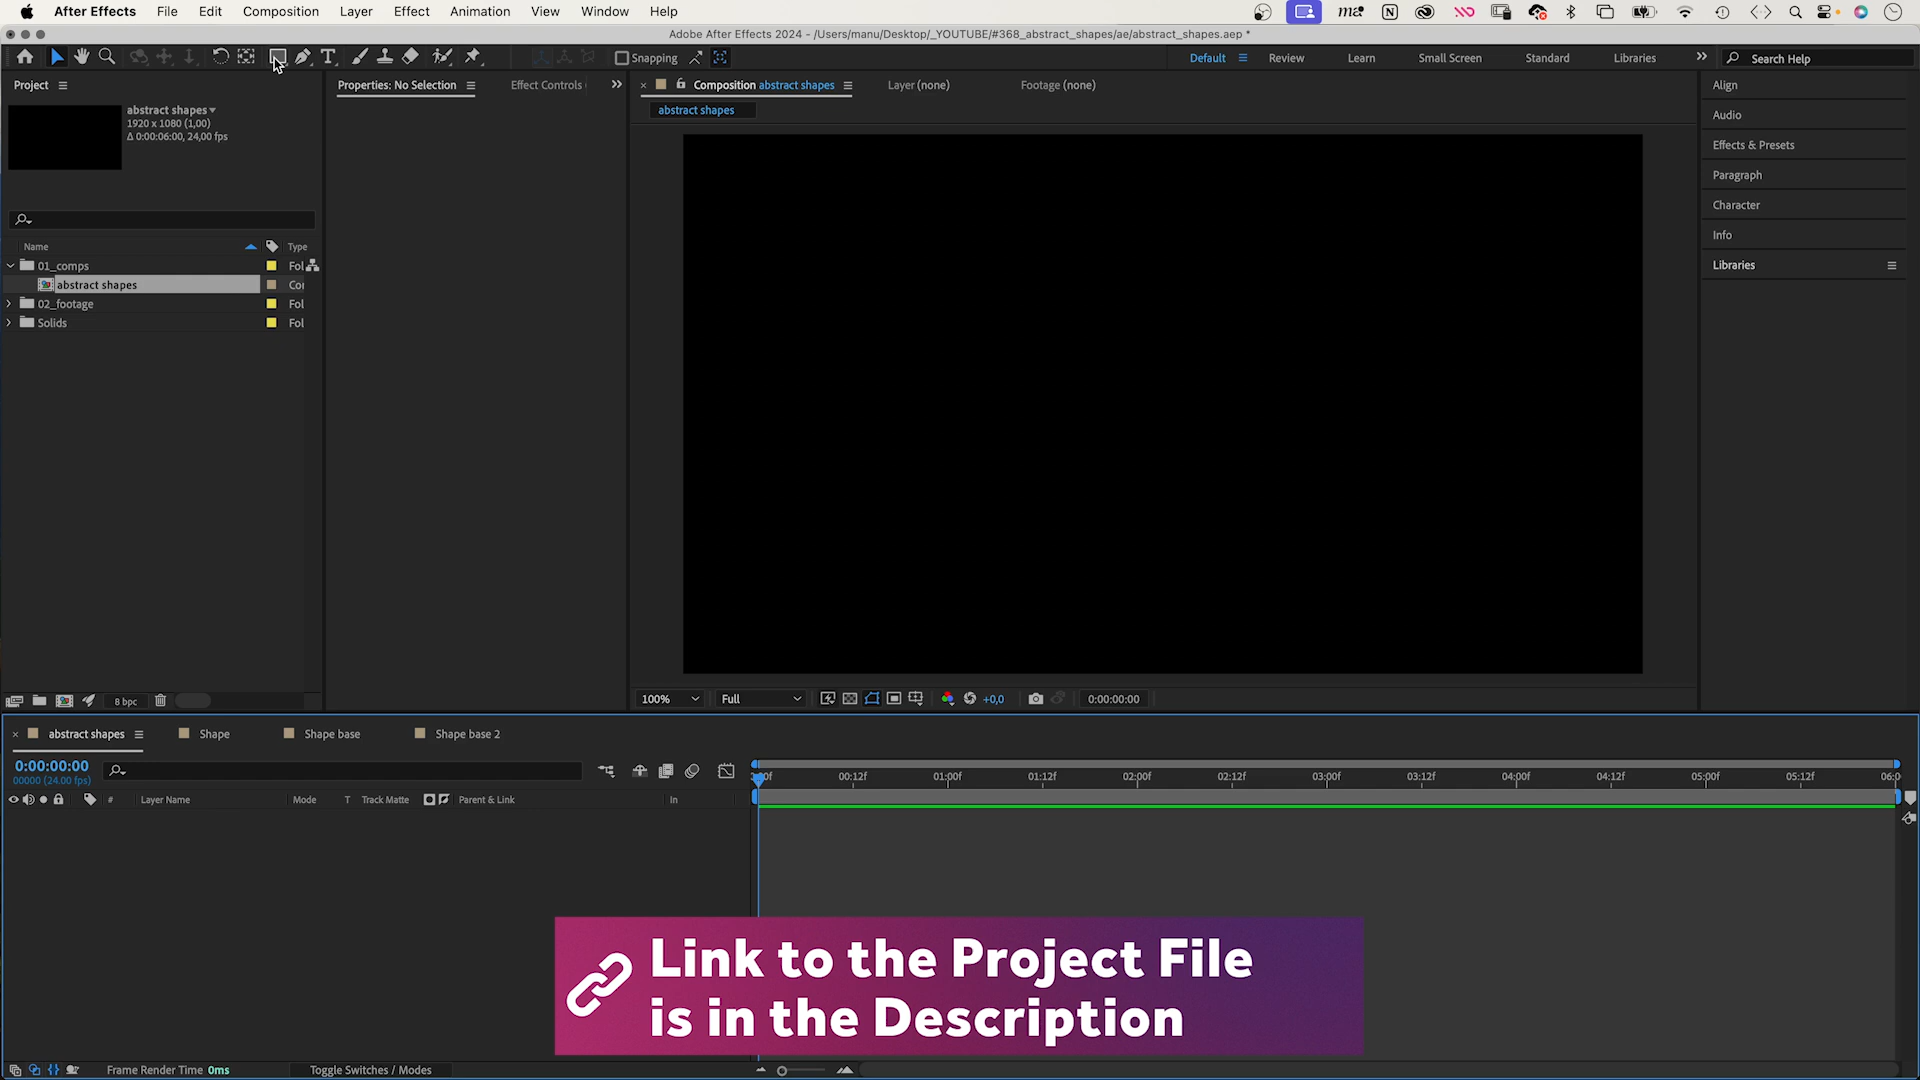 After Effects File Edit Composition Layer Effect Animation View Window Help
Adobe After Effects 2024 - /Users/manu/Desktop/_YOUTUBE/#368_abstract_shapes/ae/abstract_shapes.aep *
Snapping Default Review Learn Small Screen Standard Libraries Search Help
Project Properties: No Selection Effect Controls Composition abstract shapes Layer (none) Footage (none) Align
abstract shapes
1920 x 1080 (1,00)
Δ 0:00:06:00, 24,00 fps
abstract shapes
Audio
Effects & Presets
Paragraph
Character
Info
Libraries
Name Type
01_comps Fol
abstract shapes Cor
02_footage Fol
Solids Fol
8 bpc 100% Full +0,0 0:00:00:00
abstract shapes Shape Shape base Shape base 2
0:00:00:00
00000 (24.00 fps)
00:12f 01:00f 01:12f 02:00f 02:12f 03:00f 03:12f 04:00f 04:12f 05:00f 05:12f 06:0
# Layer Name Mode T Track Matte Parent & Link In
Link to the Project File
is in the Description
Frame Render Time 0ms Toggle Switches / Modes